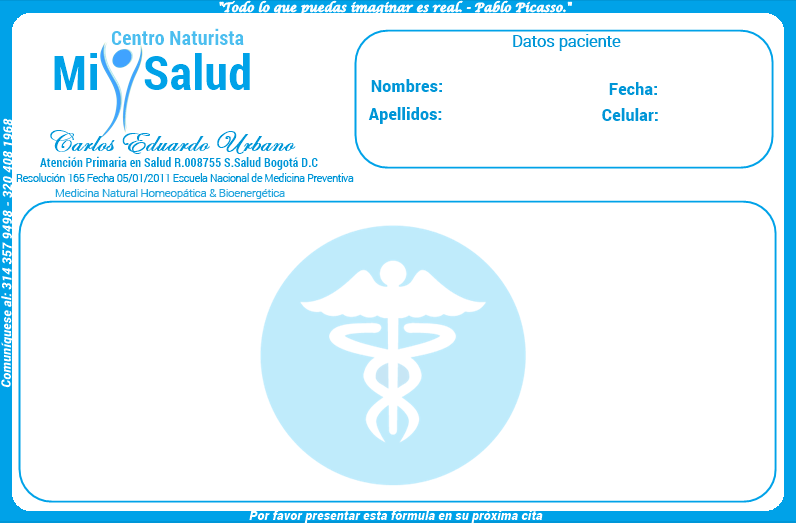 "Todo lo que puedas imaginar es real. - Pablo Picasso."
Centro Naturista
Mi Salud
Carlos Eduardo Urbano
Atención Primaria en Salud R.008755 S.Salud Bogotá D.C
Resolución 165 Fecha 05/01/2011 Escuela Nacional de Medicina Preventiva
Medicina Natural Homeopática & Bioenergética
Datos paciente
Nombres:
Fecha:
Apellidos:
Celular:
Comuníquese al: 314 357 9498 - 320 408 1968
Por favor presentar esta fórmula en su próxima cita